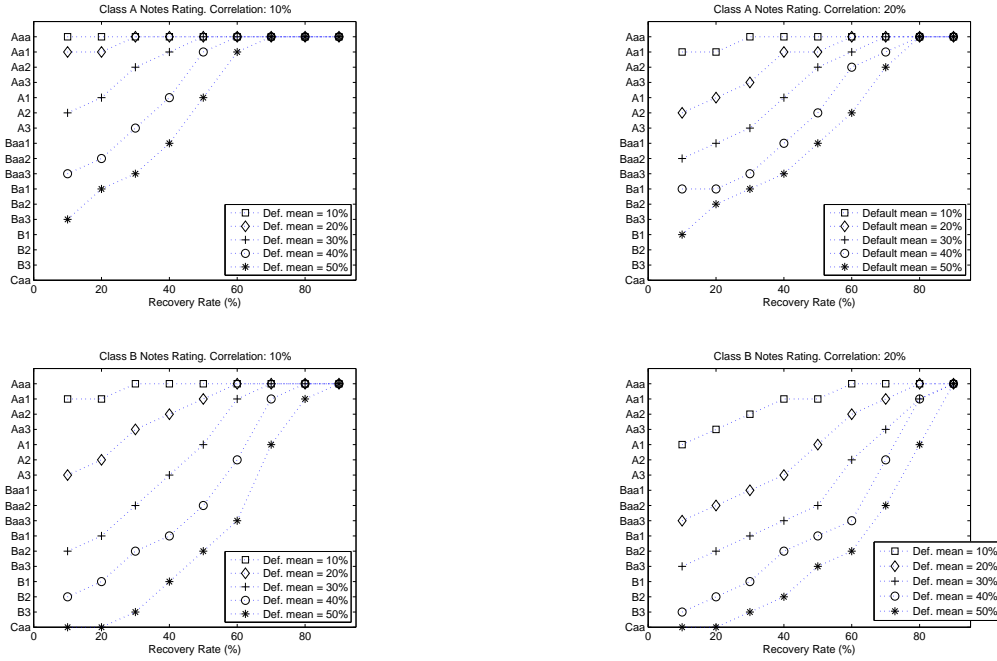 Class A Notes Rating. Correlation: 10%
Aaa
Aa1
Aa2
Aa3
A1
A2
A3
Baa1
Baa2
Baa3
Ba1
Ba2
Ba3
B1
B2
B3
Caa
0 20 40 60 80
Recovery Rate (%)
Def. mean = 10%
Def. mean = 20%
Def. mean = 30%
Def. mean = 40%
Def. mean = 50%
Class A Notes Rating. Correlation: 20%
Aaa
Aa1
Aa2
Aa3
A1
A2
A3
Baa1
Baa2
Baa3
Ba1
Ba2
Ba3
B1
B2
B3
Caa
0 20 40 60 80
Recovery Rate (%)
Default mean = 10%
Default mean = 20%
Default mean = 30%
Default mean = 40%
Default mean = 50%
Class B Notes Rating. Correlation: 10%
Aaa
Aa1
Aa2
Aa3
A1
A2
A3
Baa1
Baa2
Baa3
Ba1
Ba2
Ba3
B1
B2
B3
Caa
0 20 40 60 80
Recovery Rate (%)
Def. mean = 10%
Def. mean = 20%
Def. mean = 30%
Def. mean = 40%
Def. mean = 50%
Class B Notes Rating. Correlation: 20%
Aaa
Aa1
Aa2
Aa3
A1
A2
A3
Baa1
Baa2
Baa3
Ba1
Ba2
Ba3
B1
B2
B3
Caa
0 20 40 60 80
Recovery Rate (%)
Def. mean = 10%
Def. mean = 20%
Def. mean = 30%
Def. mean = 40%
Def. mean = 50%